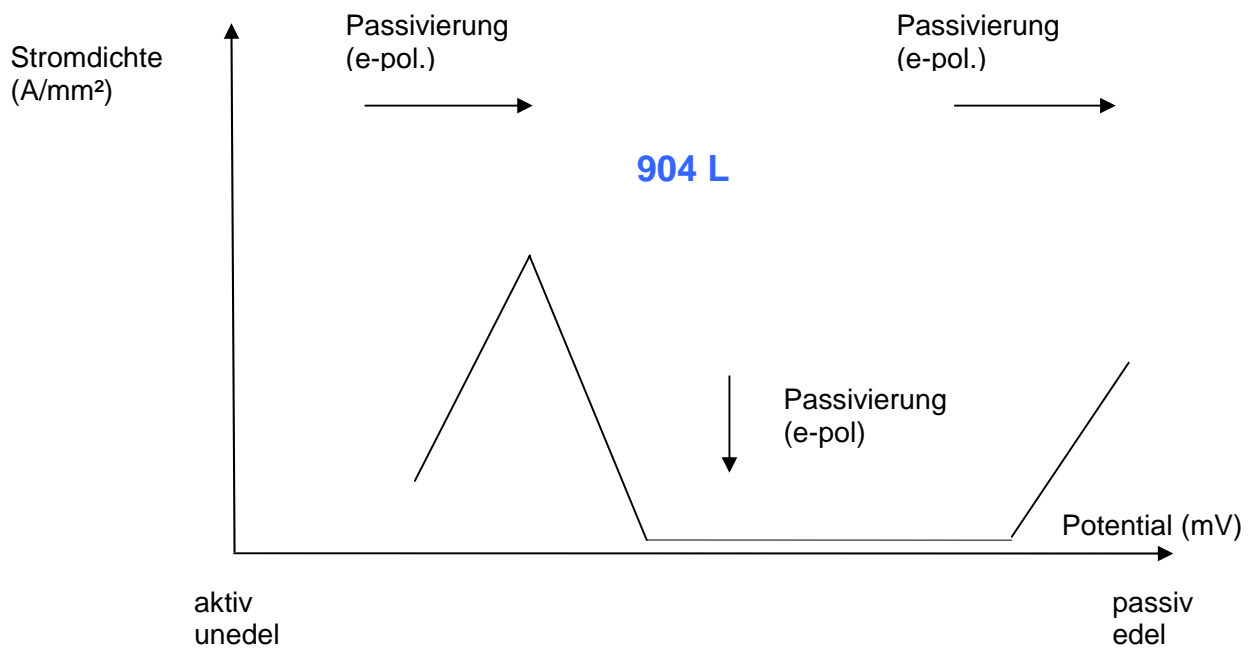 Passivierung
(e-pol.)
Passivierung
(e-pol.)
Stromdichte
(A/mm²)
904 L
Passivierung
(e-pol)
Potential (mV)
aktiv
unedel
passiv
edel